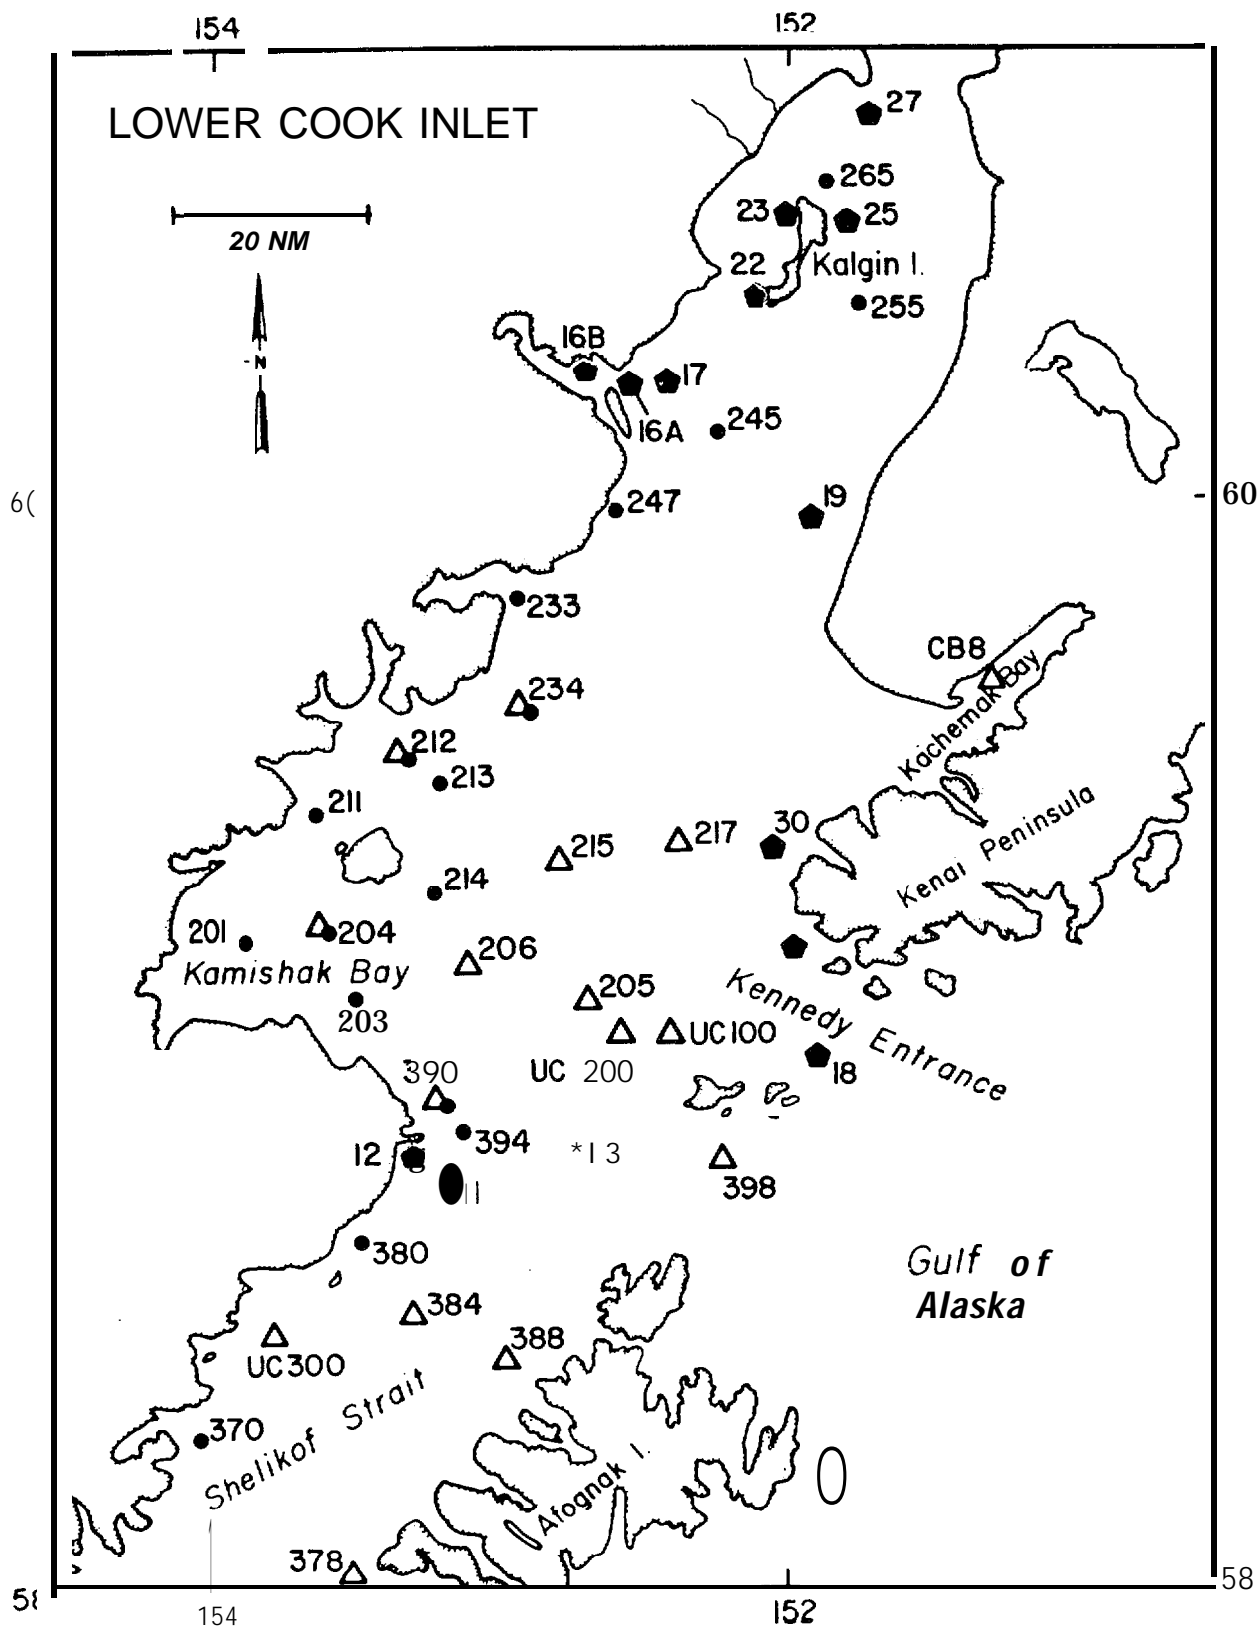 154 152
LOWER COOK INLET
27
265
23 25
20 NM
22 Kalgin I.
255
16B
N
17
16A 245
6( 247 19 60
233
CB8
234
Kachemak Bay
212
213
211
30
215 217
Kenai Peninsula
214
201 204
206
Kamishak Bay
205
Kennedy Entrance
203
UC100
390 UC 200 18
394
12 *13
398
11
380
Gulf of
Alaska
384
388
UC300
Shelikof Strait
370
Afognak I.
378
58 58
154 152